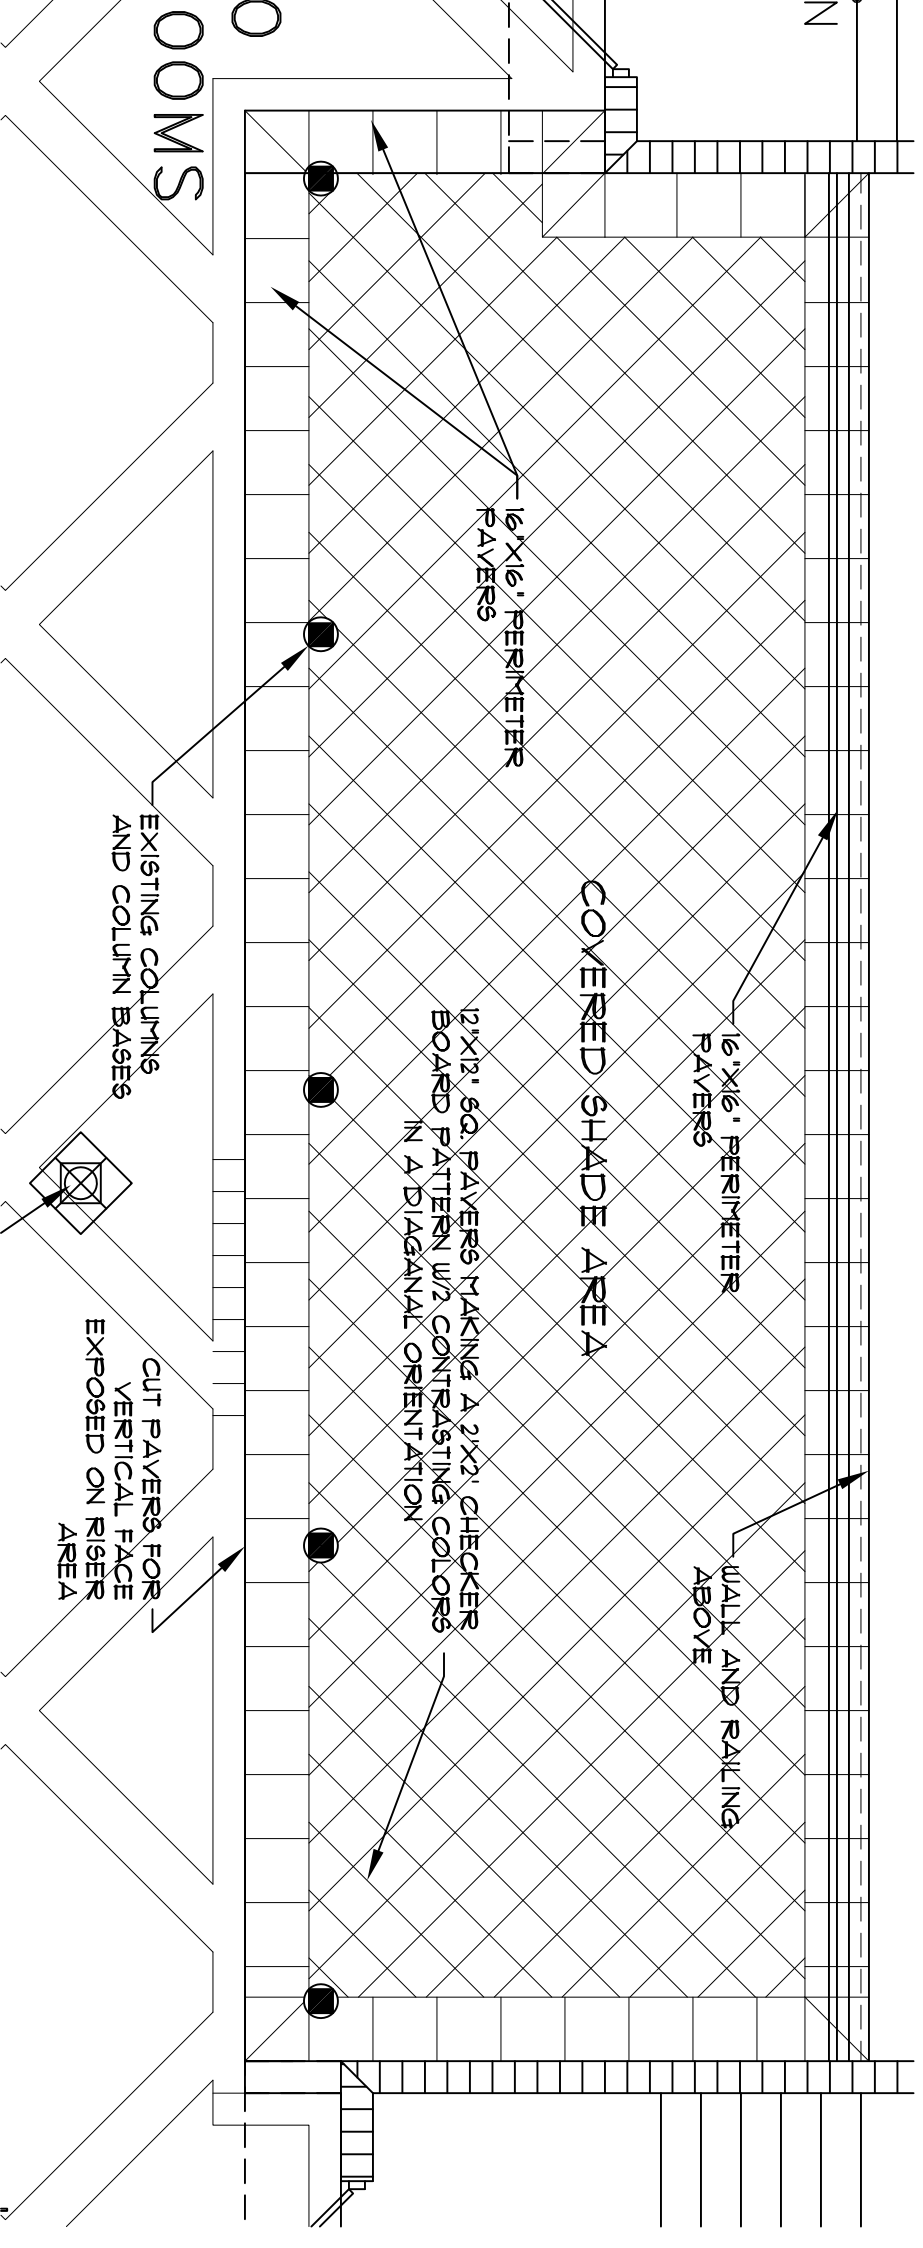 N
O
OOMS
16"X16" PERIMETER
PAVERS
16"X16" PERIMETER
PAVERS
COVERED SHADE AREA
WALL AND RAILING
ABOVE
12"X12" SQ. PAVERS MAKING A 2'X2' CHECKER
BOARD PATTERN W/2 CONTRASTING COLORS
IN A DIAGANAL ORIENTATION
EXISTING COLUMNS
AND COLUMN BASES
CUT PAVERS FOR
VERTICAL FACE
EXPOSED ON RISER
AREA